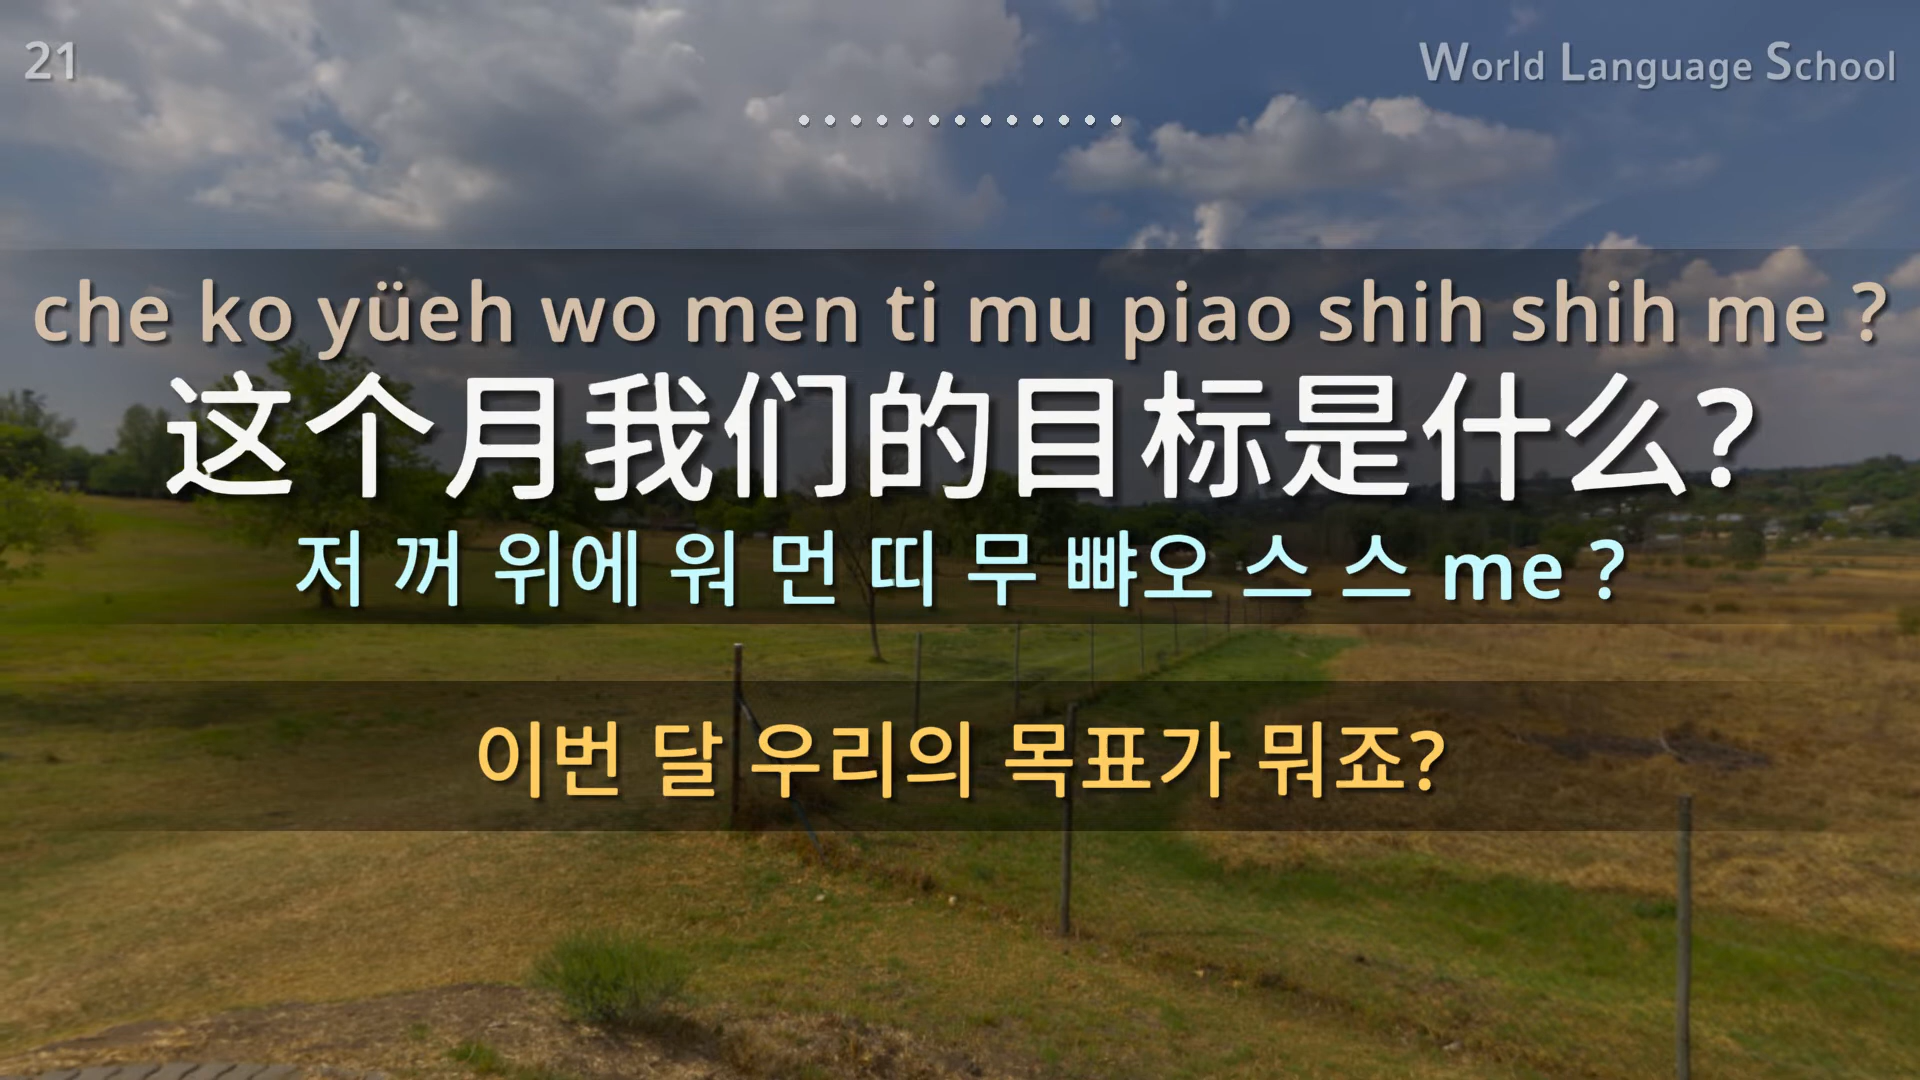 21
World Language School
che ko yüeh wo men ti mu piao shih shih me ?
这个月我们的目标是什么?
저 꺼 위에 워 먼 띠 무 뺘오 스 스 me ?
이번 달 우리의 목표가 뭐죠?